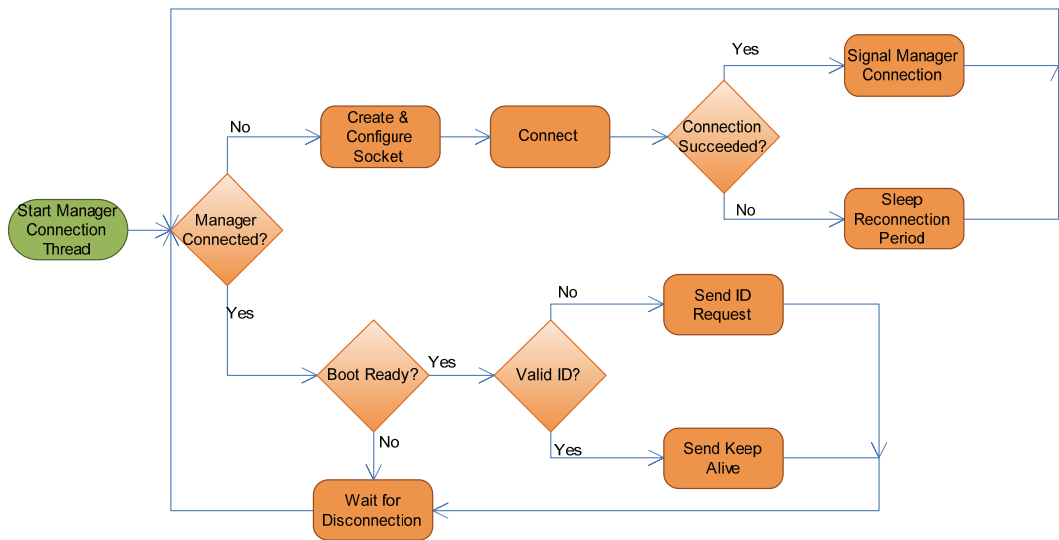 Yes
Signal Manager
Connection
No
Create &
Configure
Socket
Connect
Connection
Succeeded?
Start Manager
Connection
Thread
Manager
Connected?
No
Sleep
Reconnection
Period
Yes
No
Send ID
Request
Boot Ready?
Yes
Valid ID?
No
Yes
Send Keep
Alive
Wait for
Disconnection